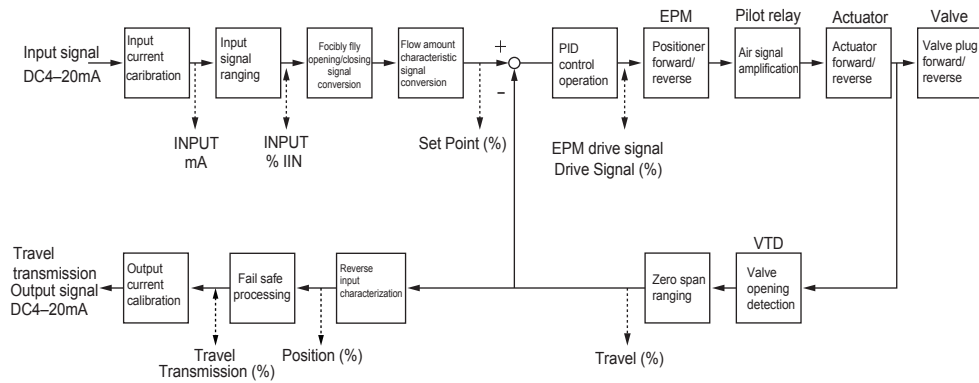 EPM
Pilot relay
Actuator
Valve
Input signal
DC4–20mA
Input
current
caribration
Input
signal
ranging
Focibly flly
opening/closing
signal
conversion
Flow amount
characteristic
signal
conversion
+
-
PID
control
operation
Positioner
forward/
reverse
Air signal
amplification
Actuator
forward/
reverse
Valve plug
forward/
reverse
INPUT
mA
INPUT
% IIN
Set Point (%)
EPM drive signal
Drive Signal (%)
VTD
Travel
transmission
Output signal
DC4–20mA
Output
current
calibration
Fail safe
processing
Reverse
input
characterization
Zero span
ranging
Valve
opening
detection
Travel
Transmission (%)
Position (%)
Travel (%)